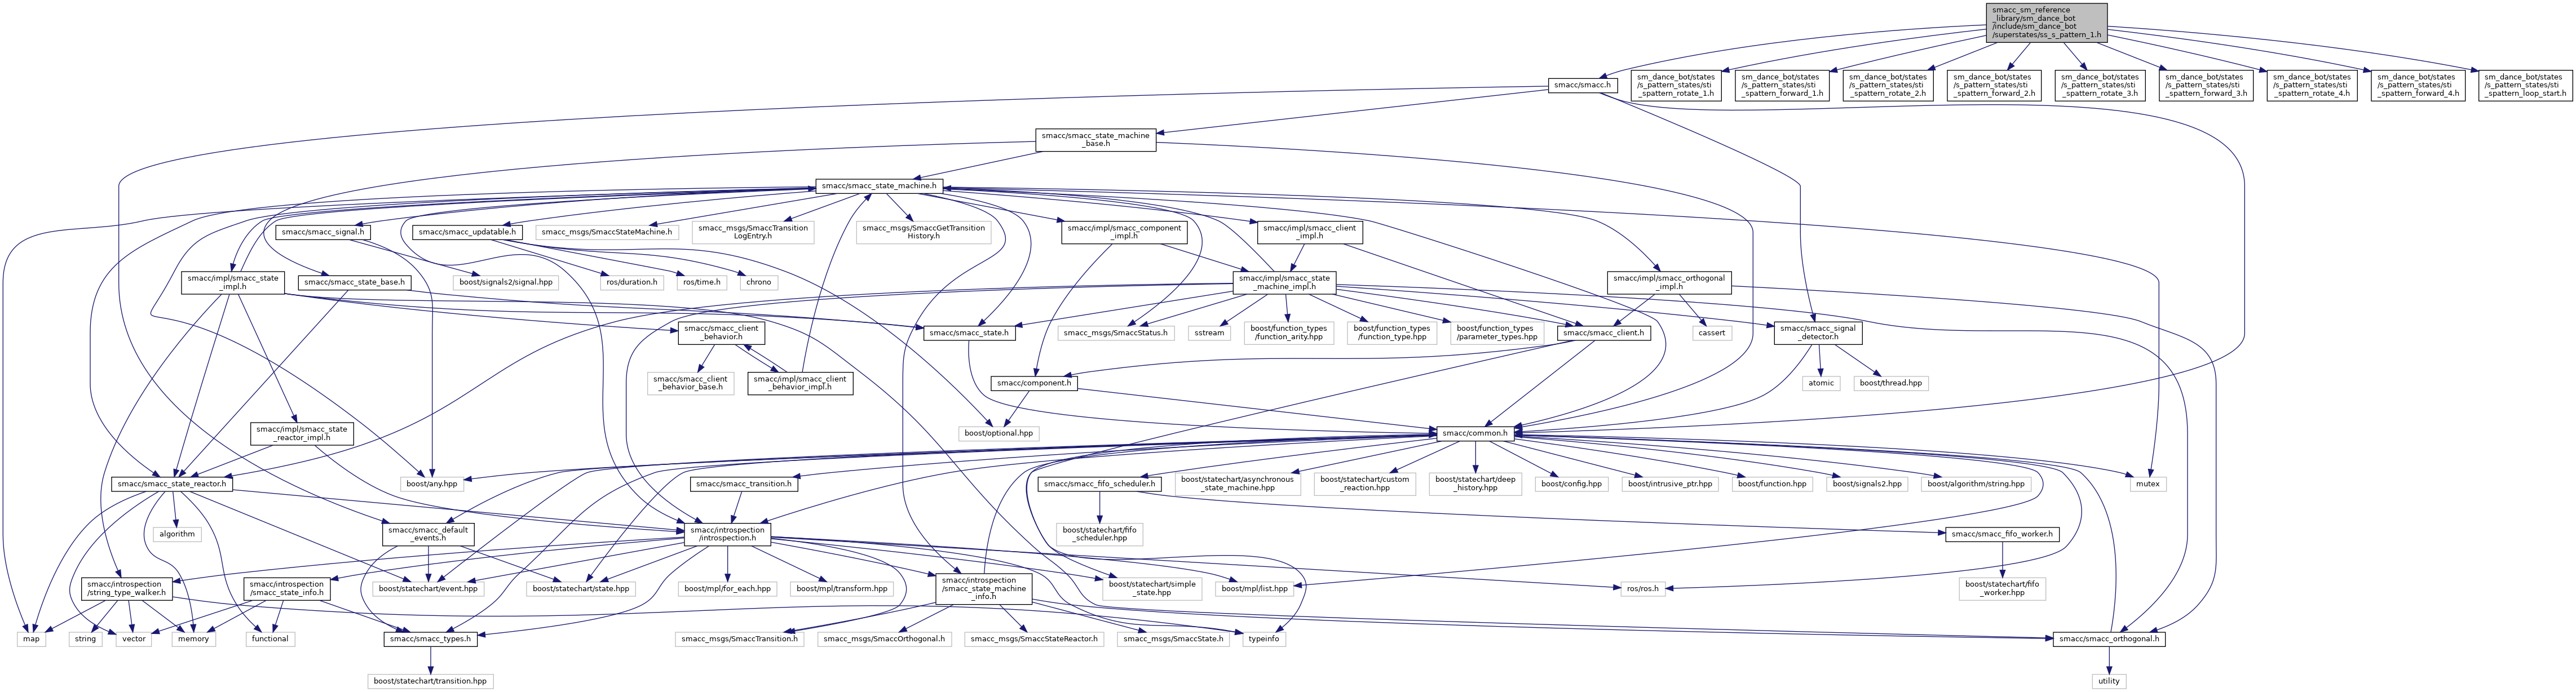 smacc_sm_reference
_library/sm_dance_bot
/include/sm_dance_bot
/superstates/ss_s_pattern_1.h
smacc/smacc.h
sm_dance_bot/states
/s_pattern_states/sti
_spattern_rotate_1.h
sm_dance_bot/states
/s_pattern_states/sti
_spattern_forward_1.h
sm_dance_bot/states
/s_pattern_states/sti
_spattern_rotate_2.h
sm_dance_bot/states
/s_pattern_states/sti
_spattern_forward_2.h
sm_dance_bot/states
/s_pattern_states/sti
_spattern_rotate_3.h
sm_dance_bot/states
/s_pattern_states/sti
_spattern_forward_3.h
sm_dance_bot/states
/s_pattern_states/sti
_spattern_rotate_4.h
sm_dance_bot/states
/s_pattern_states/sti
_spattern_forward_4.h
sm_dance_bot/states
/s_pattern_states/sti
_spattern_loop_start.h
smacc/smacc_state_machine
_base.h
smacc/smacc_state_machine.h
smacc/smacc_signal.h
smacc/smacc_updatable.h
smacc_msgs/SmaccStateMachine.h
smacc_msgs/SmaccTransition
LogEntry.h
smacc_msgs/SmaccGetTransition
History.h
smacc/impl/smacc_component
_impl.h
smacc/impl/smacc_client
_impl.h
smacc/impl/smacc_state
_impl.h
smacc/smacc_state_base.h
boost/signals2/signal.hpp
ros/duration.h
ros/time.h
chrono
smacc/impl/smacc_state
_machine_impl.h
smacc/impl/smacc_orthogonal
_impl.h
smacc/smacc_client
_behavior.h
smacc/smacc_state.h
smacc_msgs/SmaccStatus.h
sstream
boost/function_types
/function_arity.hpp
boost/function_types
/function_type.hpp
boost/function_types
/parameter_types.hpp
smacc/smacc_client.h
cassert
smacc/smacc_signal
_detector.h
smacc/smacc_client
_behavior_base.h
smacc/impl/smacc_client
_behavior_impl.h
smacc/component.h
atomic
boost/thread.hpp
smacc/impl/smacc_state
_reactor_impl.h
boost/optional.hpp
smacc/common.h
smacc/smacc_state_reactor.h
boost/any.hpp
smacc/smacc_transition.h
smacc/smacc_fifo_scheduler.h
boost/statechart/asynchronous
_state_machine.hpp
boost/statechart/custom
_reaction.hpp
boost/statechart/deep
_history.hpp
boost/config.hpp
boost/intrusive_ptr.hpp
boost/function.hpp
boost/signals2.hpp
boost/algorithm/string.hpp
mutex
algorithm
smacc/smacc_default
_events.h
smacc/introspection
/introspection.h
boost/statechart/fifo
_scheduler.hpp
smacc/smacc_fifo_worker.h
smacc/introspection
/string_type_walker.h
smacc/introspection
/smacc_state_info.h
boost/statechart/event.hpp
boost/statechart/state.hpp
boost/mpl/for_each.hpp
boost/mpl/transform.hpp
smacc/introspection
/smacc_state_machine
_info.h
boost/statechart/simple
_state.hpp
boost/mpl/list.hpp
ros/ros.h
boost/statechart/fifo
_worker.hpp
map
string
vector
memory
functional
smacc/smacc_types.h
smacc_msgs/SmaccTransition.h
smacc_msgs/SmaccOrthogonal.h
smacc_msgs/SmaccStateReactor.h
smacc_msgs/SmaccState.h
typeinfo
smacc/smacc_orthogonal.h
boost/statechart/transition.hpp
utility